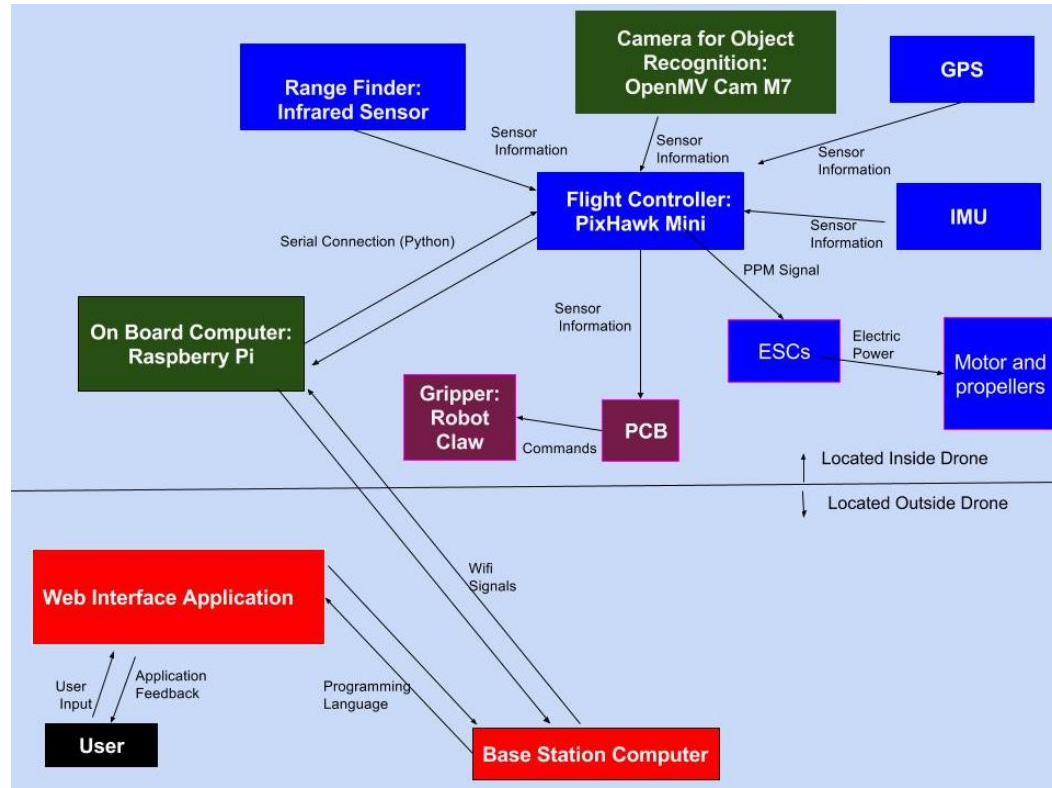 Camera for Object
Recognition:
OpenMV Cam M7
GPS
Range Finder:
Infrared Sensor
Sensor
Information
Sensor
Information
Sensor
Information
Flight Controller:
PixHawk Mini
IMU
Sensor
Information
Serial Connection (Python)
PPM Signal
On Board Computer:
Raspberry Pi
Sensor
Information
ESCs
Electric
Power
Motor and
propellers
Gripper:
Robot
Claw
Commands
PCB
Located Inside Drone
Located Outside Drone
Web Interface Application
Wifi
Signals
User
Input
Application
Feedback
Programming
Language
User
Base Station Computer